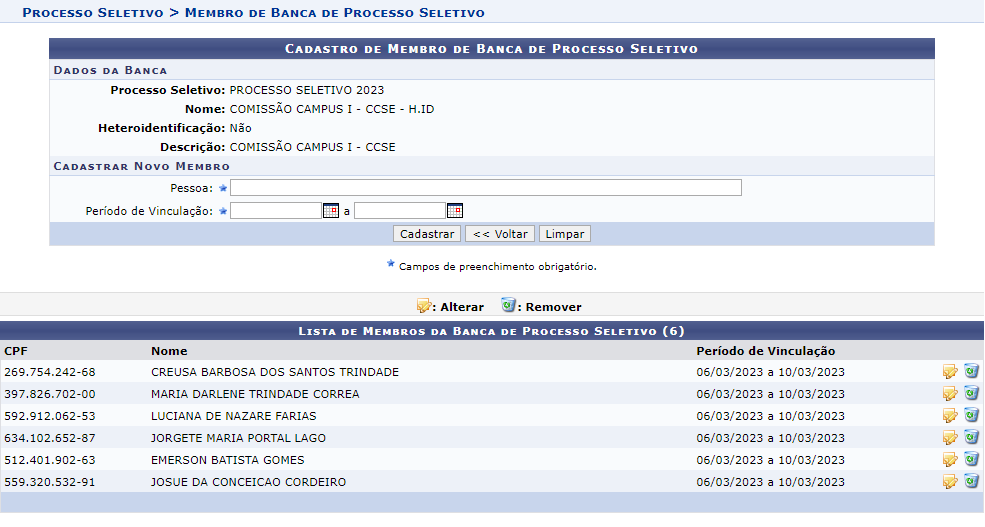 Processo Seletivo > Membro de Banca de Processo Seletivo
Cadastro de Membro de Banca de Processo Seletivo
Dados da Banca
Processo Seletivo: PROCESSO SELETIVO 2023
Nome: COMISSÃO CAMPUS I - CCSE - H.ID
Heteroidentificação: Não
Descrição: COMISSÃO CAMPUS I - CCSE
Cadastrar Novo Membro
Pessoa:
Período de Vinculação: a
Cadastrar << Voltar Limpar
Campos de preenchimento obrigatório.
: Alterar : Remover
Lista de Membros da Banca de Processo Seletivo (6)
CPF Nome Período de Vinculação
269.754.242-68 CREUSA BARBOSA DOS SANTOS TRINDADE 06/03/2023 a 10/03/2023
397.826.702-00 MARIA DARLENE TRINDADE CORREA 06/03/2023 a 10/03/2023
592.912.062-53 LUCIANA DE NAZARE FARIAS 06/03/2023 a 10/03/2023
634.102.652-87 JORGETE MARIA PORTAL LAGO 06/03/2023 a 10/03/2023
512.401.902-63 EMERSON BATISTA GOMES 06/03/2023 a 10/03/2023
559.320.532-91 JOSUE DA CONCEICAO CORDEIRO 06/03/2023 a 10/03/2023